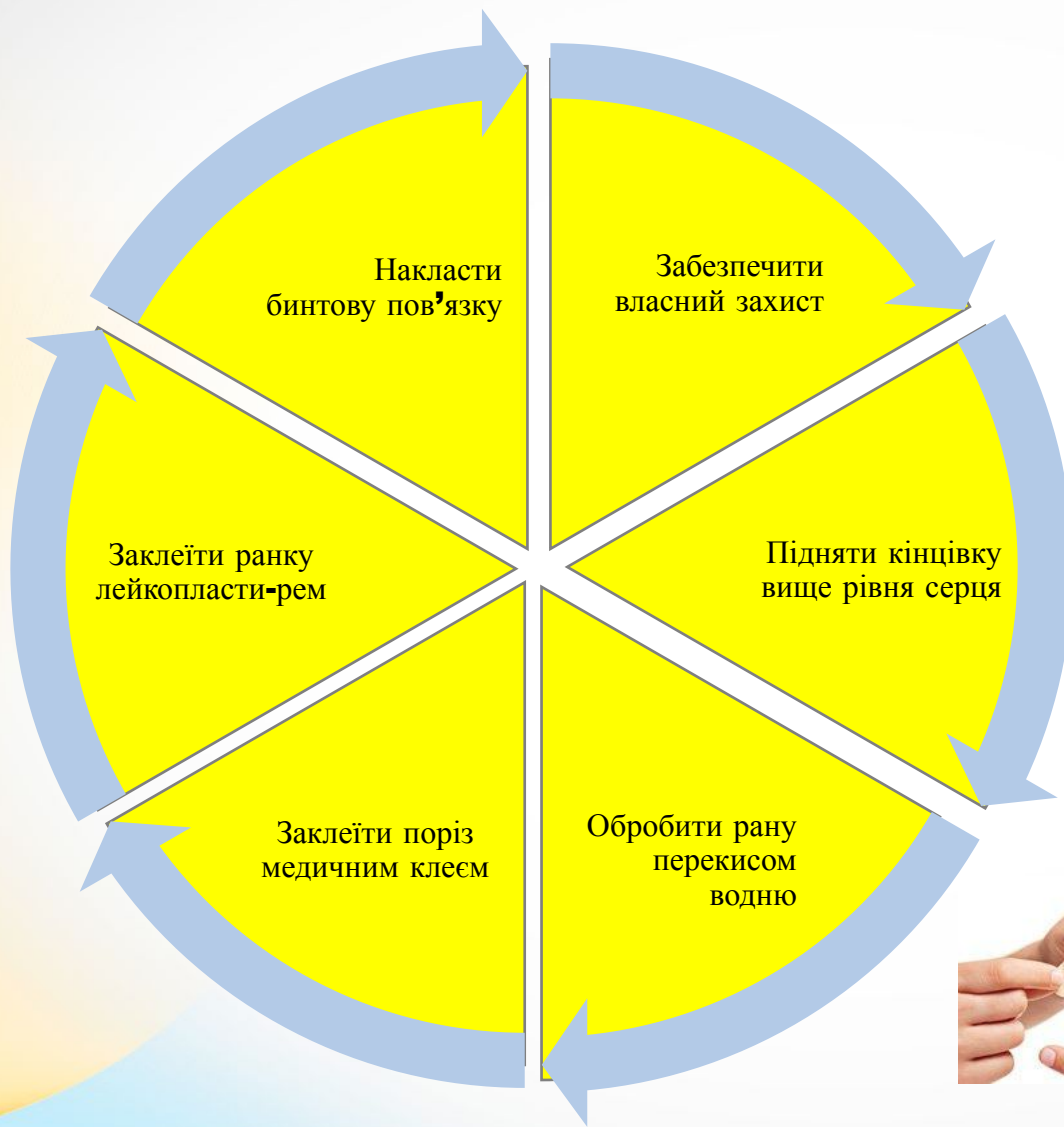 Забезпечити
власний захист
Підняти кінцівку
вище рівня серця
Обробити рану
перекисом
водню
Заклеїти поріз
медичним клеєм
Заклеїти ранку
лейкопласти-рем
Накласти
бинтову пов’язку